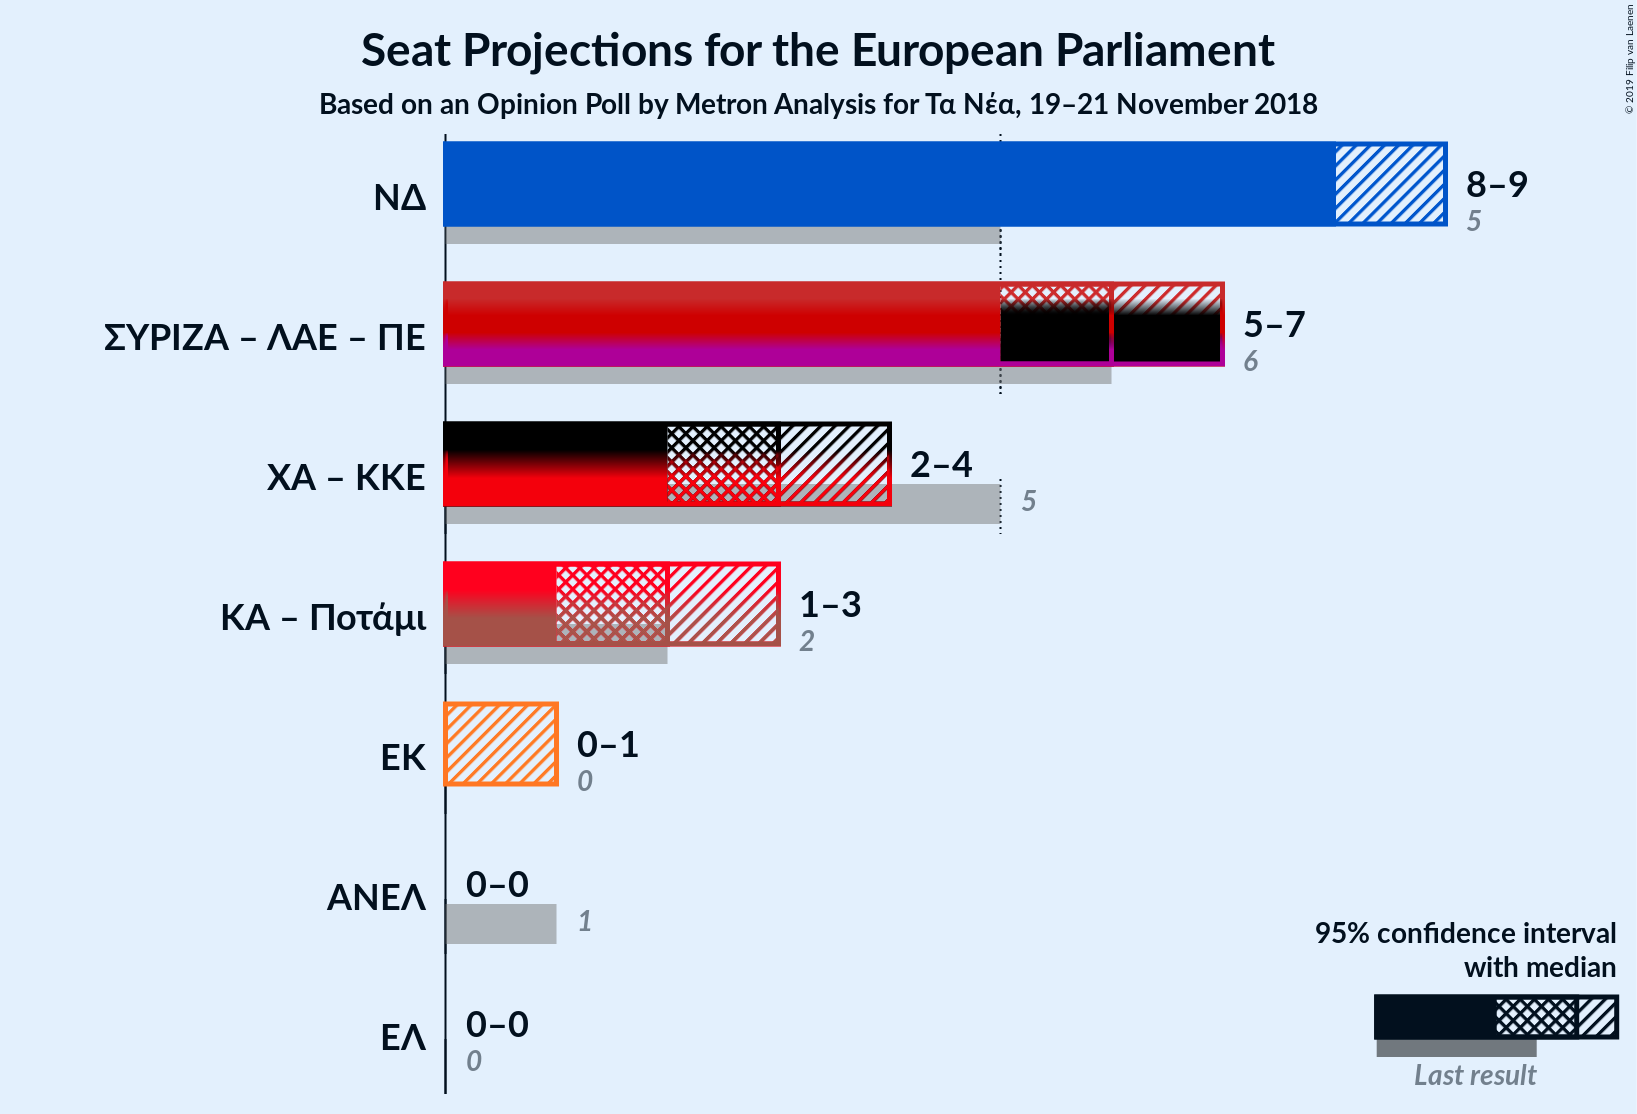 Seat Projections for the European Parliament
Based on an Opinion Poll by Metron Analysis for Τα Νέα, 19–21 November 2018
© 2019 Filip van Laenen
ΝΔ
8–9
5
ΣΥΡΙΖΑ – ΛΑΕ – ΠΕ
5–7
6
ΧΑ – ΚΚΕ
2–4
5
ΚΑ – Ποτάμι
1–3
2
ΕΚ
0–1
0
ΑΝΕΛ
0–0
1
ΕΛ
0–0
0
95% confidence interval
with median
Last result